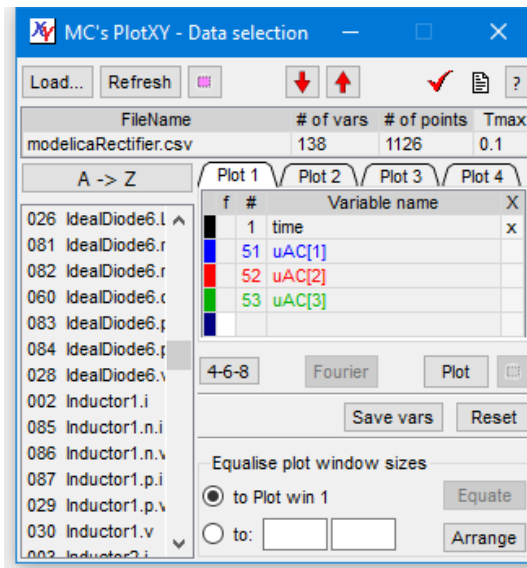 MC's PlotXY - Data selection
Load... Refresh ?
FileName # of vars # of points Tmax
modelicaRectifier.csv 138 1126 0.1
A -> Z
Plot 1 Plot 2 Plot 3 Plot 4
f # Variable name X
1 time x
51 uAC[1]
52 uAC[2]
53 uAC[3]
026 IdealDiode6.
081 IdealDiode6.
082 IdealDiode6.
060 IdealDiode6.
083 IdealDiode6.
084 IdealDiode6.
028 IdealDiode6.
002 Inductor1.i
085 Inductor1.n.i
086 Inductor1.n.v
087 Inductor1.p.i
029 Inductor1.p.v
030 Inductor1.v
003 Inductor2.i
4-6-8 Fourier Plot
Save vars Reset
Equalise plot window sizes
to Plot win 1 Equate
to: Arrange